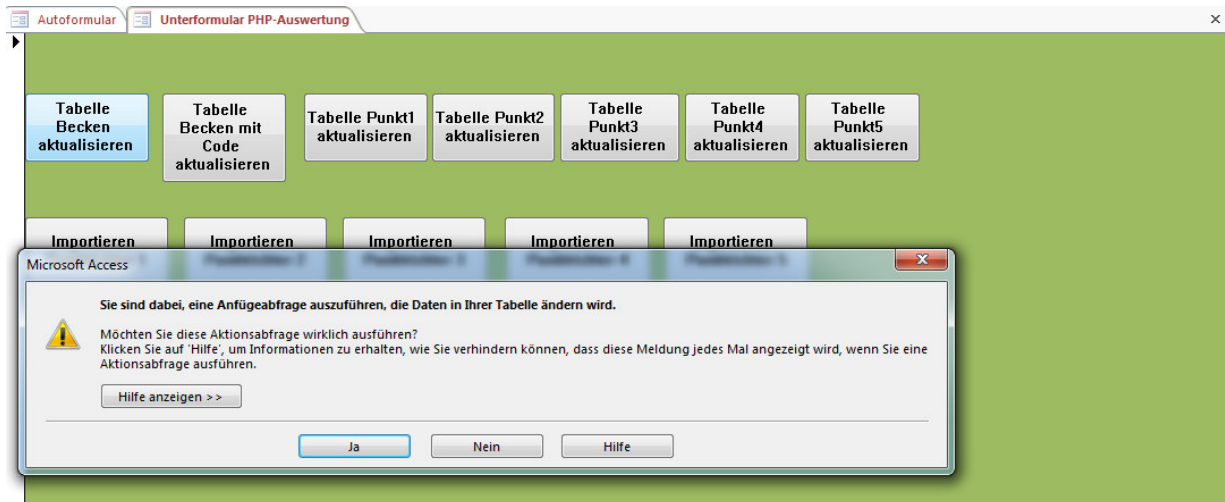 Autoformular
Unterformular PHP-Auswertung
Tabelle
Becken
aktualisieren
Tabelle
Becken mit
Code
aktualisieren
Tabelle Punkt1
aktualisieren
Tabelle Punkt2
aktualisieren
Tabelle
Punkt3
aktualisieren
Tabelle
Punkt4
aktualisieren
Tabelle
Punkt5
aktualisieren
Importieren
Importieren
Importieren
Importieren
Importieren
Microsoft Access
Sie sind dabei, eine Anfügeabfrage auszuführen, die Daten in Ihrer Tabelle ändern wird.
Möchten Sie diese Aktionsabfrage wirklich ausführen?
Klicken Sie auf 'Hilfe', um Informationen zu erhalten, wie Sie verhindern können, dass diese Meldung jedes Mal angezeigt wird, wenn Sie eine
Aktionsabfrage ausführen.
Hilfe anzeigen >>
Ja
Nein
Hilfe